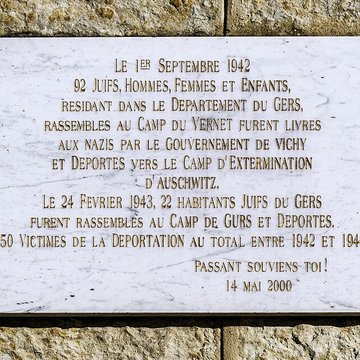 LE 1ER SEPTEMBRE 1942
92 JUIFS, HOMMES, FEMMES ET ENFANTS,
RESIDANT DANS LE DEPARTEMENT DU GERS,
RASSEMBLES AU CAMP DU VERNET FURENT LIVRES
AUX NAZIS PAR LE GOUVERNEMENT DE VICHY
ET DEPORTES VERS LE CAMP D'EXTERMINATION
D'AUSCHWITZ.
LE 24 FEVRIER 1943, 22 HABITANTS JUIFS DU GERS
FURENT RASSEMBLES AU CAMP DE GURS ET DEPORTES.
50 VICTIMES DE LA DEPORTATION AU TOTAL ENTRE 1942 ET
PASSANT SOUVIENS TOI!
14 MAI 2000